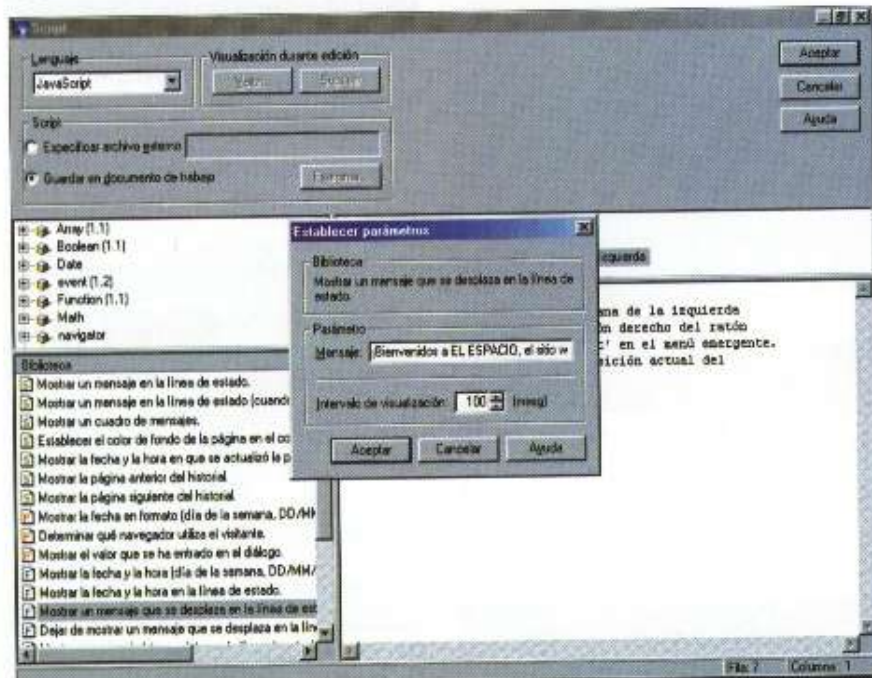 Script
Lenguaje
JavaScript
Visualización durante edición
Script
Especificar archivo externo
Guardar en documento de trabajo
Aceptar
Cancelar
Ayuda
Array (1.1)
Boolean (1.1)
Date
event (1.2)
Function (1.1)
Math
navigator
Biblioteca
Mostrar un mensaje en la línea de estado.
Mostrar un mensaje en la línea de estado (cuando
Mostrar un cuadro de mensajes.
Establecer el color de fondo de la página en el co
Mostrar la fecha y la hora en que se actualizó la p
Mostrar la página anterior del historial
Mostrar la página siguiente del historial
Mostrar la fecha en formato (día de la semana, DD/MM
Determinar qué navegador utiliza el visitante.
Mostrar el valor que se ha entrado en el diálogo.
Mostrar la fecha y la hora (día de la semana, DD/MM/
Mostrar la fecha y la hora en la línea de estado.
Mostrar un mensaje que se desplaza en la línea de est
Dejar de mostrar un mensaje que se desplaza en la lín
Establecer parámetros
Biblioteca
Mostrar un mensaje que se desplaza en la línea de
estado.
Parámetro
Mensaje: ¡Bienvenidos a EL ESPACIO, el sitio w
Intervalo de visualización: 100 (mseg)
Aceptar Cancelar Ayuda
izquierda
ana de la izquierda
ón derecho del ratón
' en el menú emergente.
sición actual del
Fila: 7 Columna: 1